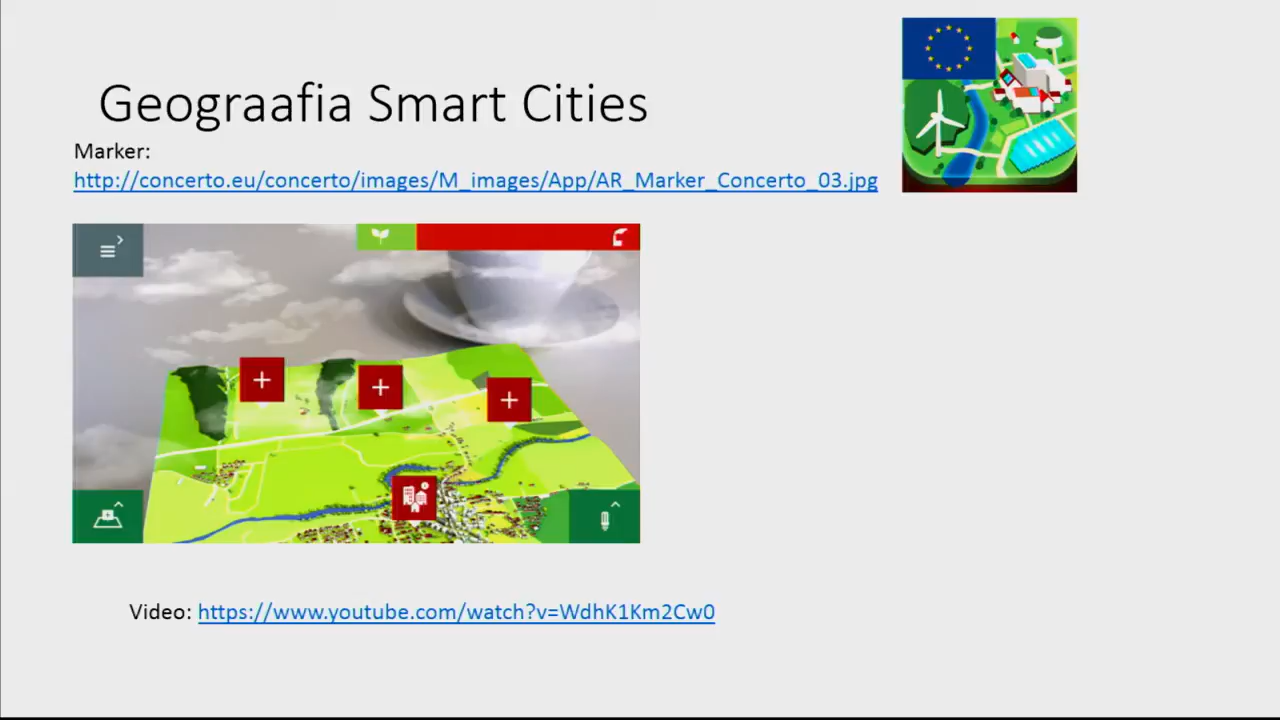 Geograafia Smart Cities
Marker:
http://concerto.eu/concerto/images/M_images/App/AR_Marker_Concerto_03.jpg
Video: https://www.youtube.com/watch?v=WdhK1Km2Cw0